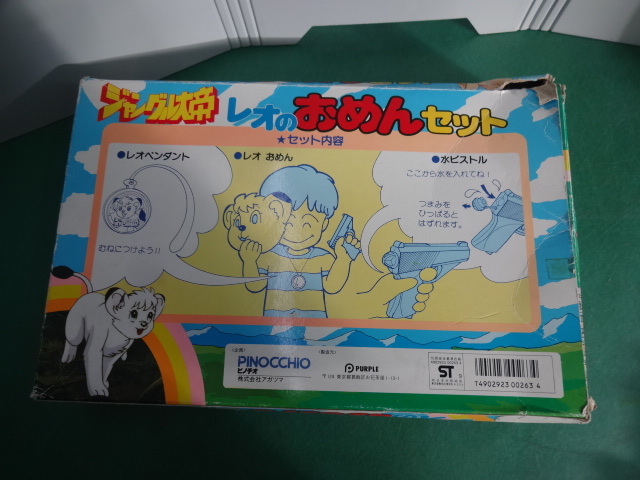 ジャングル大帝 レオのおめんセット
★セット内容
●レオペンダント
むねにつけよう!!
●レオ おめん
●水ピストル
ここから水を入れてね!
つまみを
ひっぱると
はずれます。
PINOCCHIO
ピノチオ
株式会社アガツマ
PURPLE
ST
T4902923 00263 4